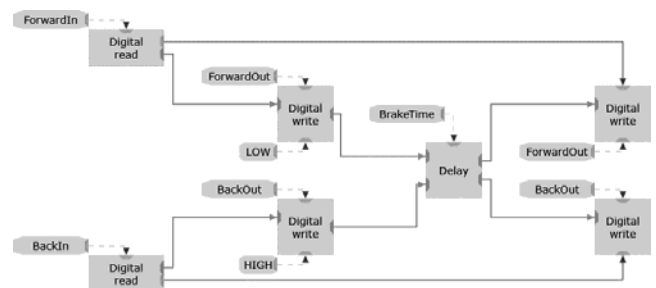 ForwardIn
Digital
read
ForwardOut
Digital
write
LOW
BrakeTime
Delay
Digital
write
ForwardOut
BackOut
Digital
write
HIGH
BackOut
Digital
write
BackIn
Digital
read